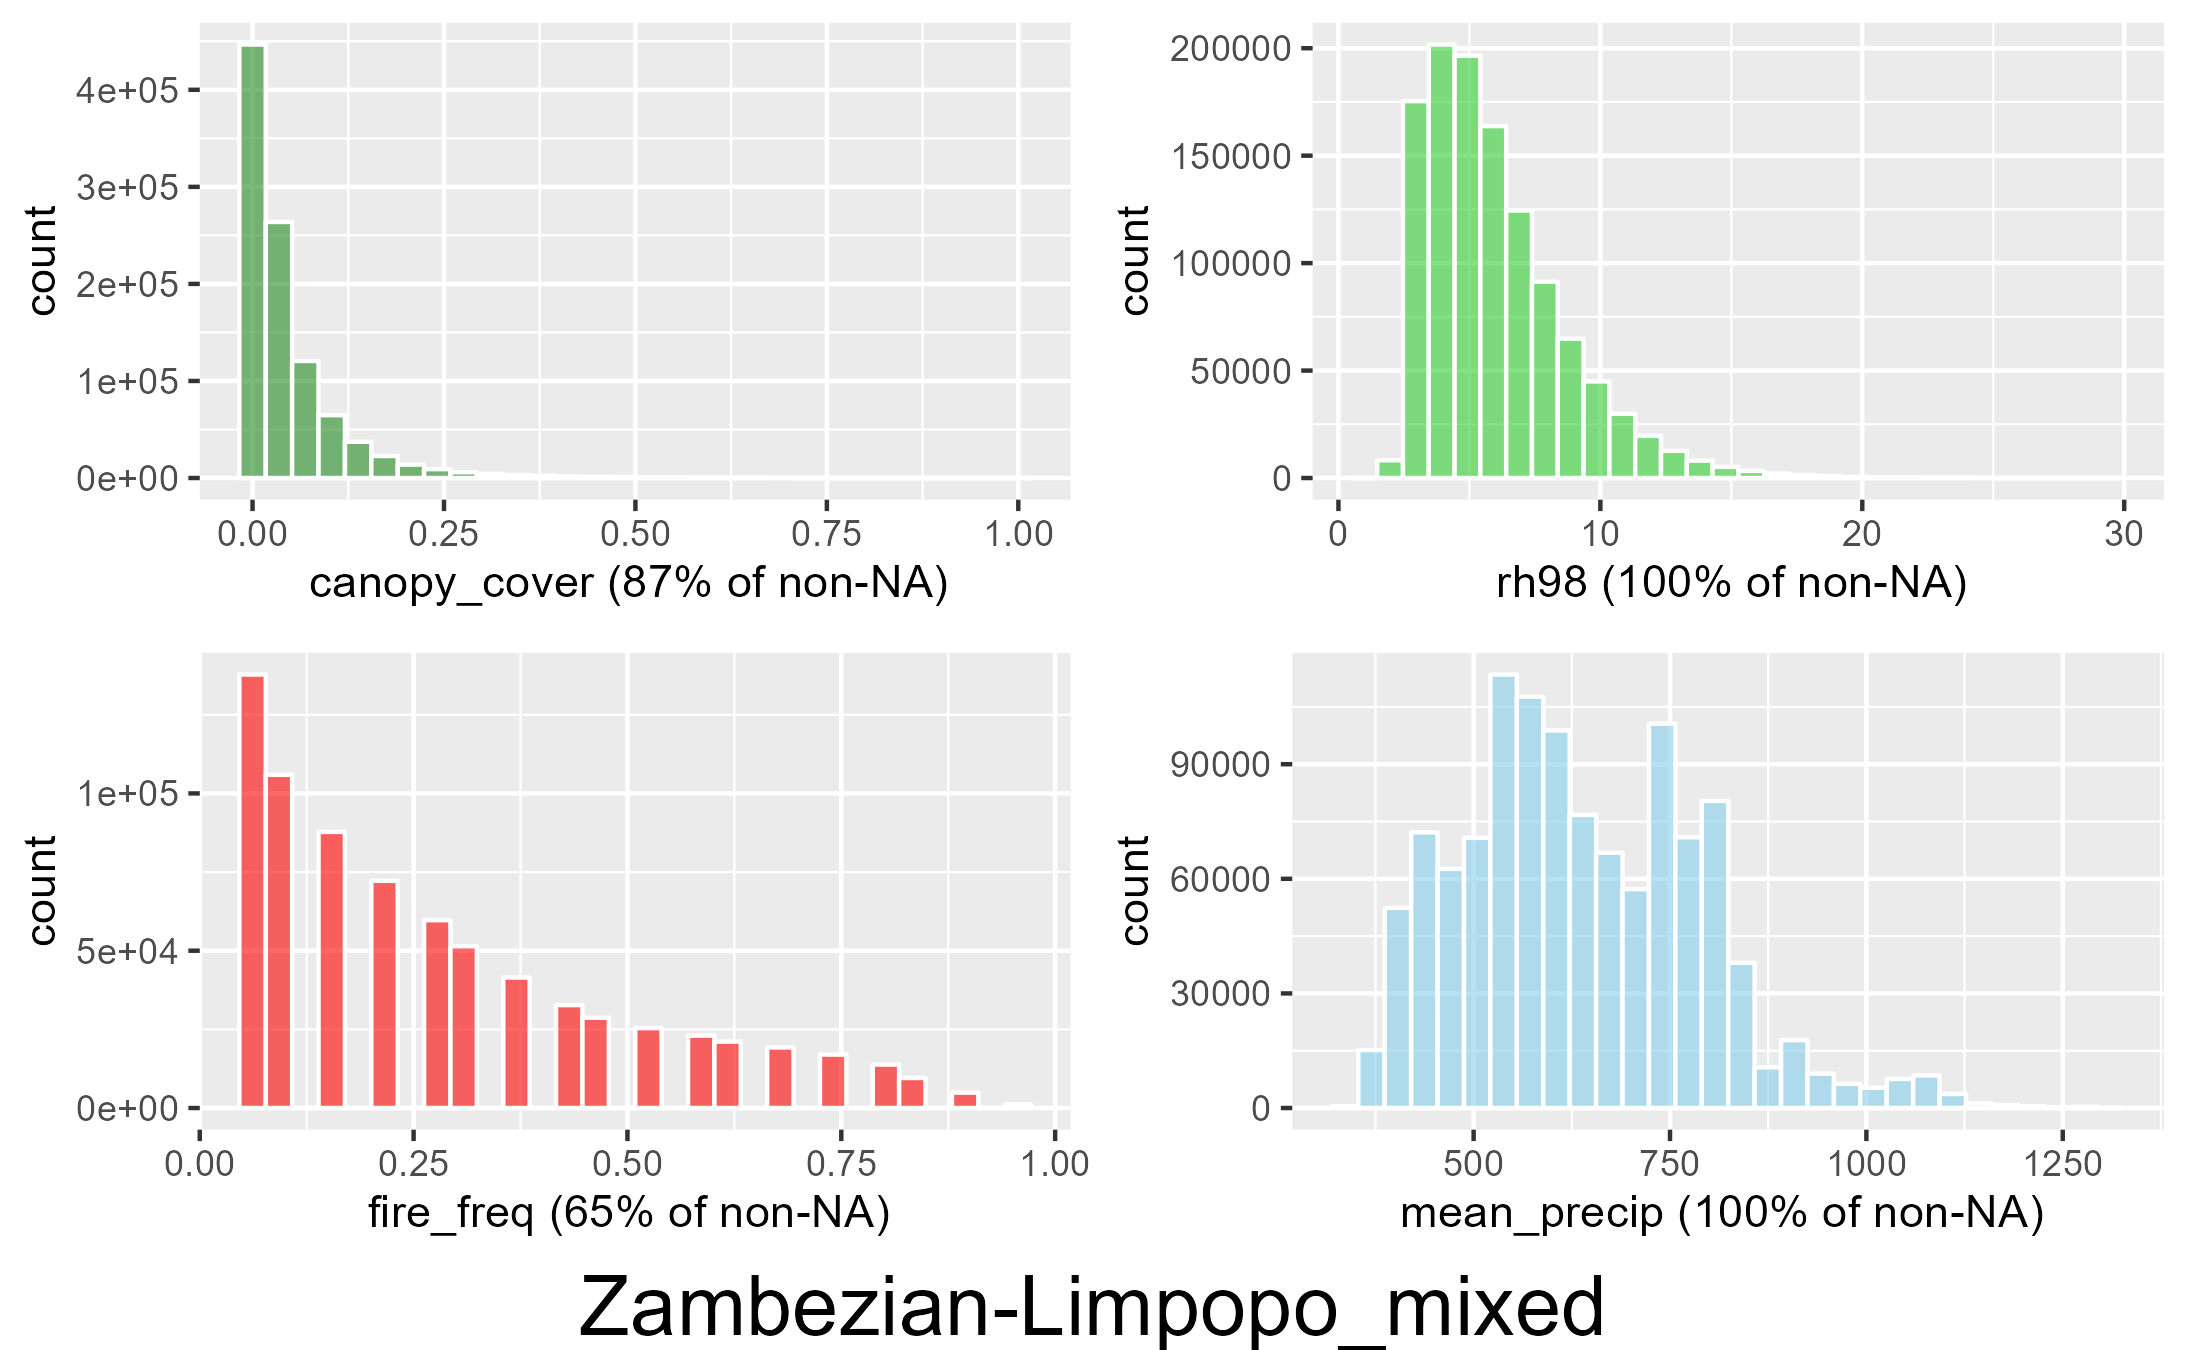 count
4e+05
3e+05
2e+05
1e+05
0e+00
0.00 0.25 0.50 0.75 1.00
canopy_cover (87% of non-NA)
count
200000
150000
100000
50000
0
0 10 20 30
rh98 (100% of non-NA)
count
1e+05
5e+04
0e+00
0.00 0.25 0.50 0.75 1.00
fire_freq (65% of non-NA)
count
90000
60000
30000
0
500 750 1000 1250
mean_precip (100% of non-NA)
Zambezian-Limpopo_mixed